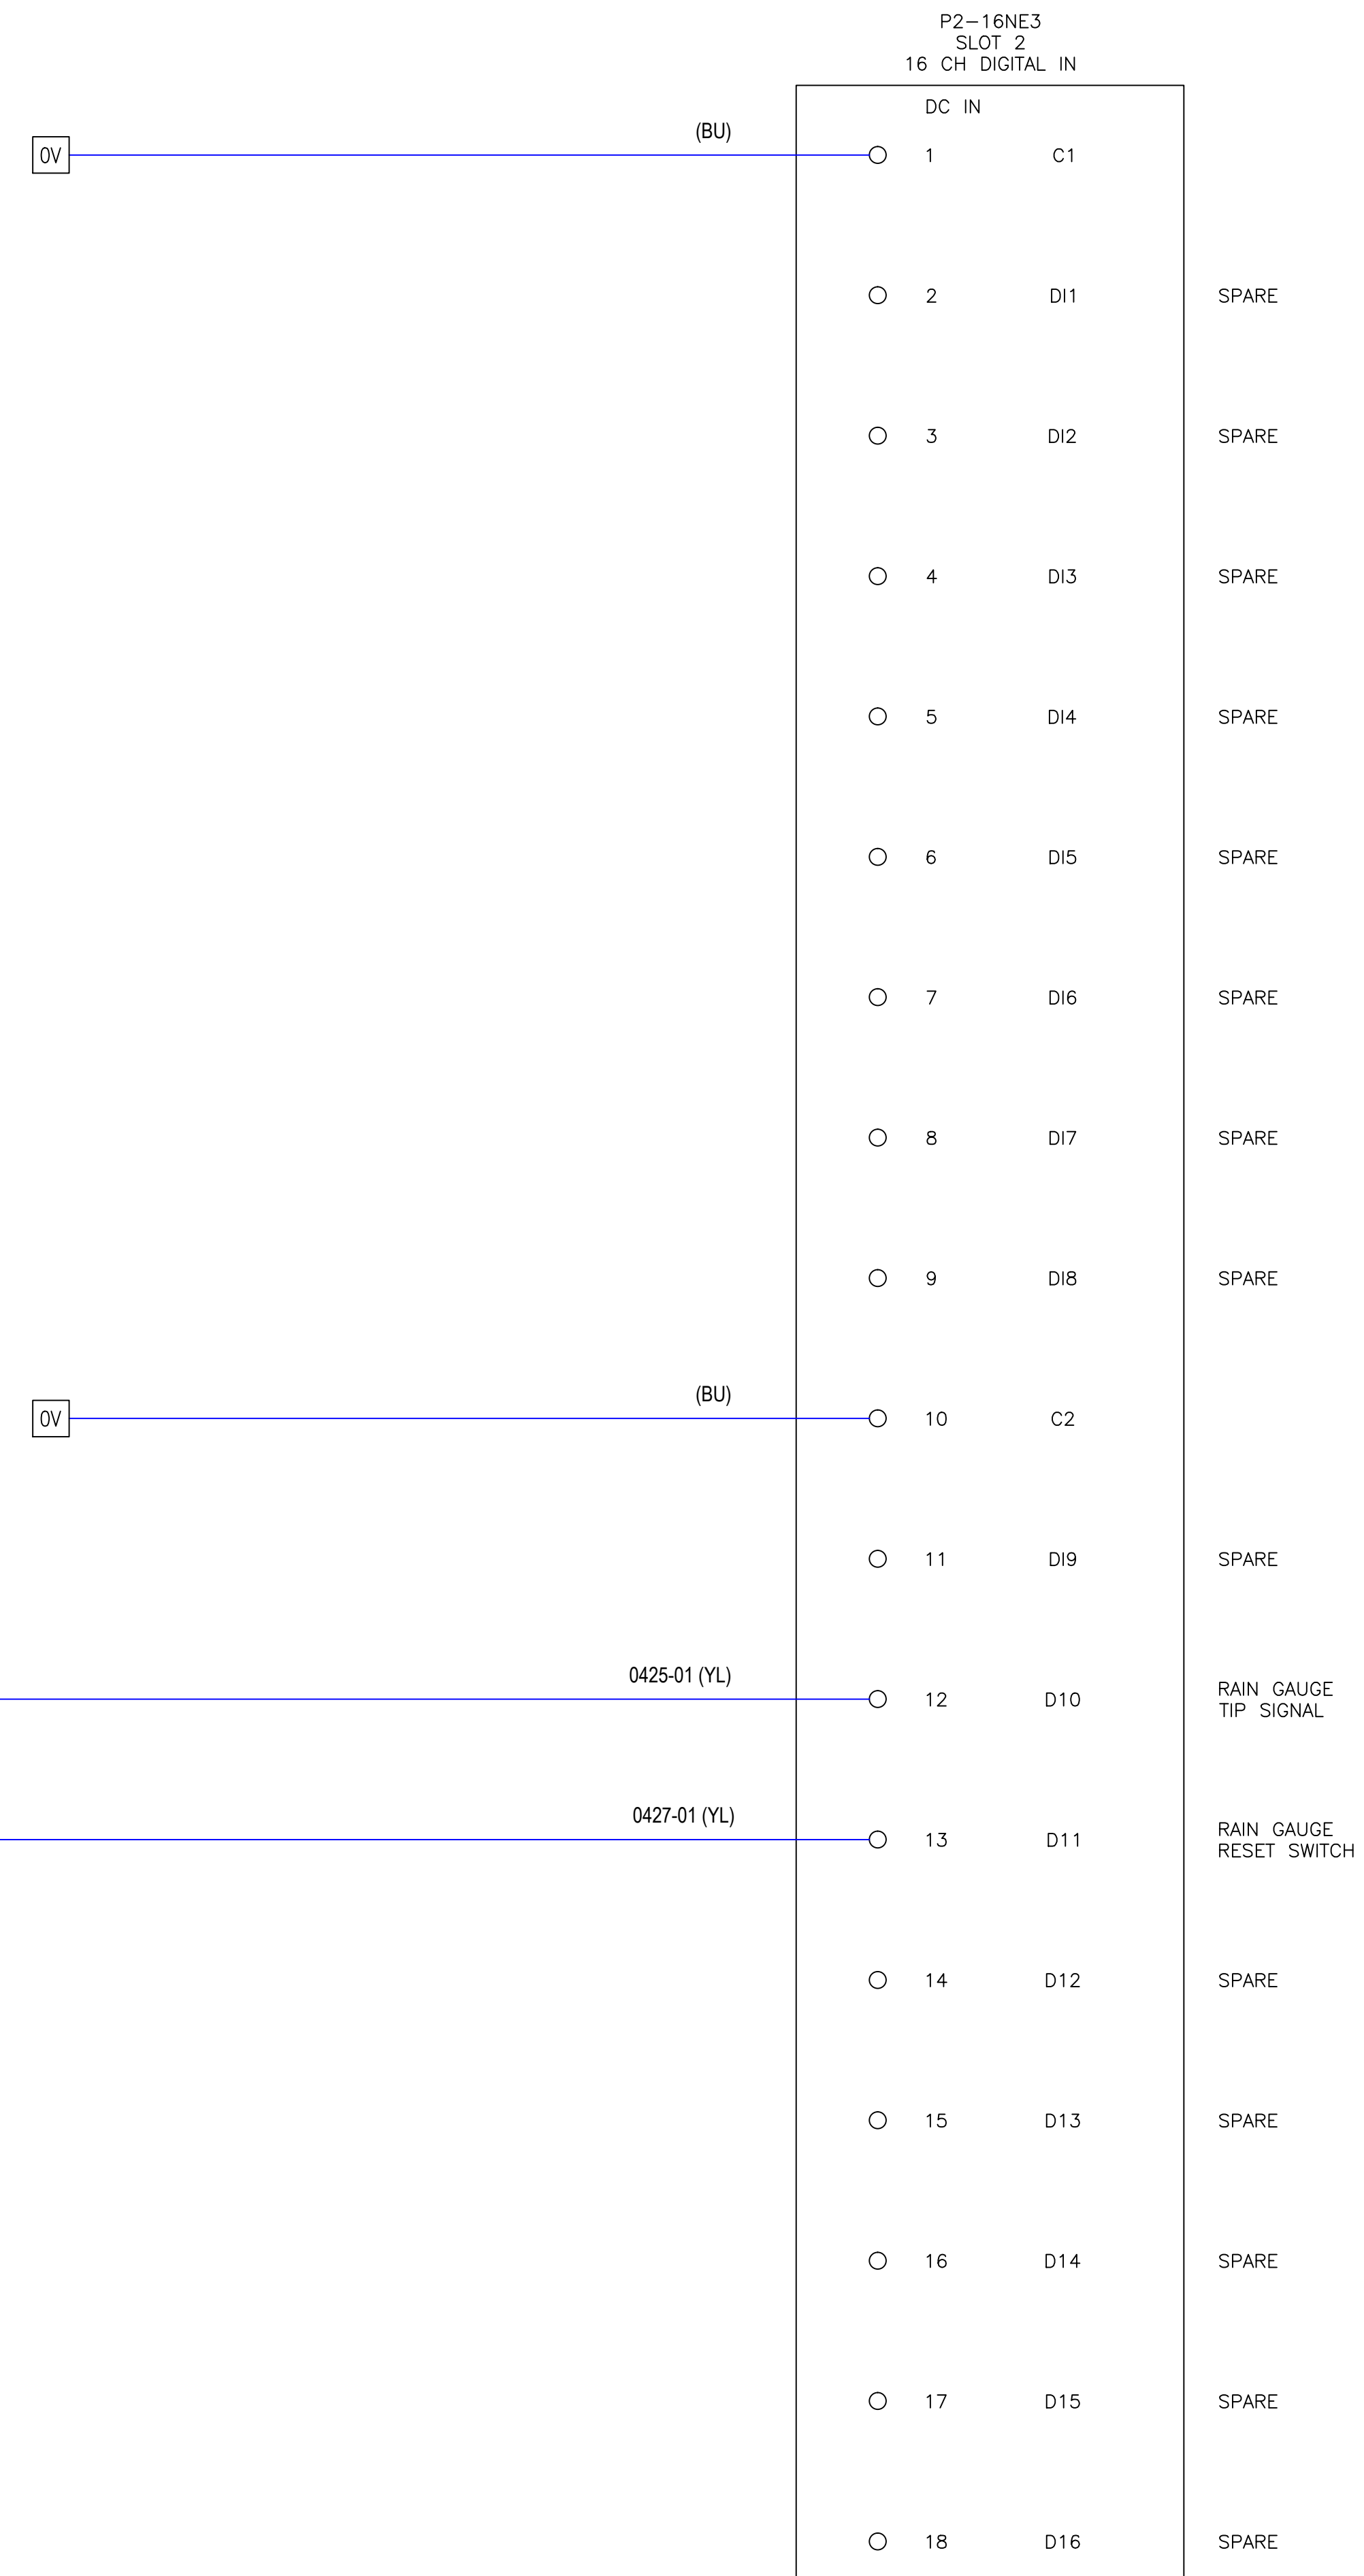 P2-16NE3
SLOT 2
16 CH DIGITAL IN
DC IN
(BU)
0V 1 C1
2 DI1 SPARE
3 DI2 SPARE
4 DI3 SPARE
5 DI4 SPARE
6 DI5 SPARE
7 DI6 SPARE
8 DI7 SPARE
9 DI8 SPARE
(BU)
0V 10 C2
11 DI9 SPARE
0425-01 (YL)
12 D10 RAIN GAUGE
TIP SIGNAL
0427-01 (YL)
13 D11 RAIN GAUGE
RESET SWITCH
14 D12 SPARE
15 D13 SPARE
16 D14 SPARE
17 D15 SPARE
18 D16 SPARE